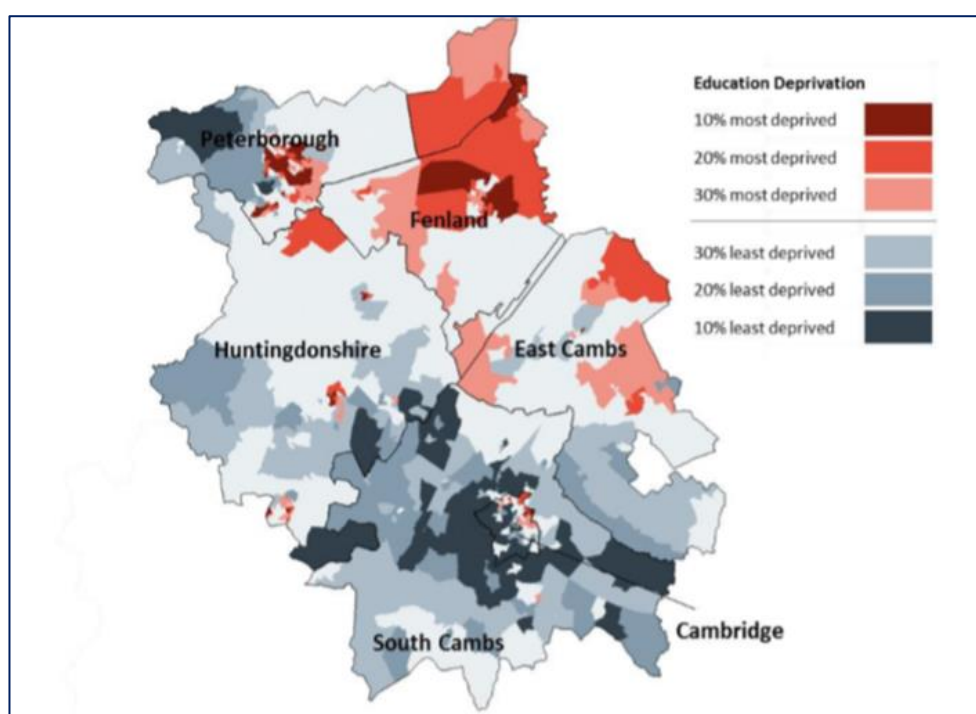 Education Deprivation
10% most deprived
20% most deprived
30% most deprived
30% least deprived
20% least deprived
10% least deprived
Peterborough
Fenland
Huntingdonshire
East Cambs
South Cambs
Cambridge